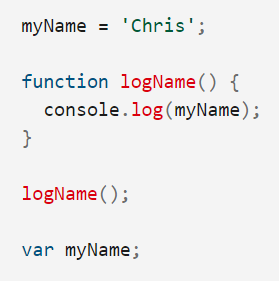 myName = 'Chris';
function logName() {
  console.log(myName);
}
logName();
var myName;